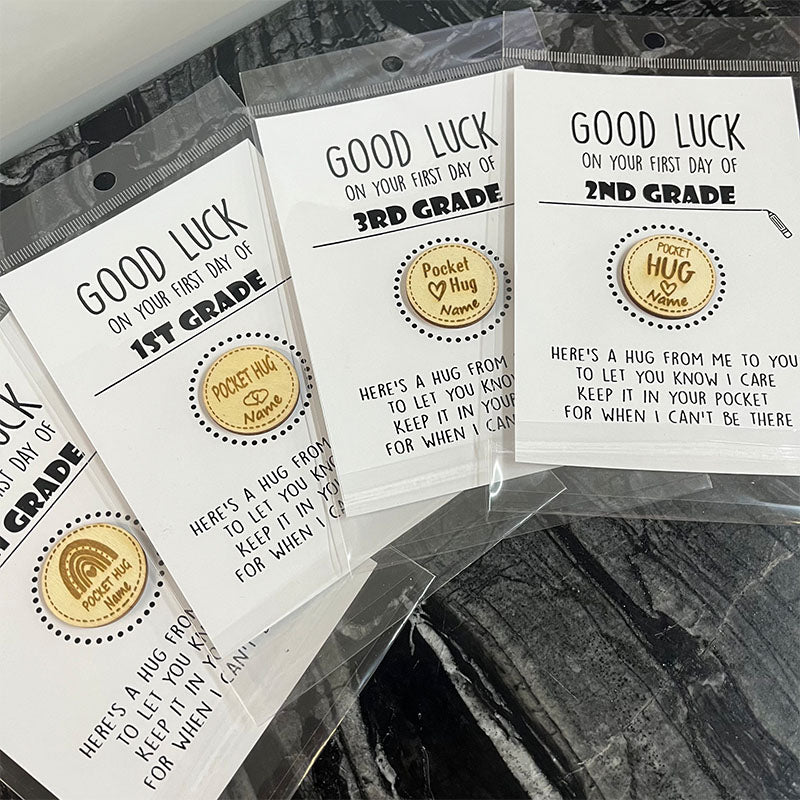 DAY OF
GRADE
POCKET HUG
Name
HERE'S A HUG FROM
TO LET YOU
KEEP IT IN
FOR WHEN I CAN'T
GOOD LUCK
ON YOUR FIRST DAY OF
1ST GRADE
POCKET HUG
Name
HERE'S A HUG FROM
TO LET YOU
KEEP IT IN
FOR WHEN I
GOOD LUCK
ON YOUR FIRST DAY OF
3RD GRADE
Pocket
Hug
Name
HERE'S A HUG FROM
TO LET YOU KNOW
KEEP IT IN YOUR
FOR WHEN I
GOOD LUCK
ON YOUR FIRST DAY OF
2ND GRADE
POCKET
HUG
Name
HERE'S A HUG FROM ME TO YOU
TO LET YOU KNOW I CARE
KEEP IT IN YOUR POCKET
FOR WHEN I CAN'T BE THERE